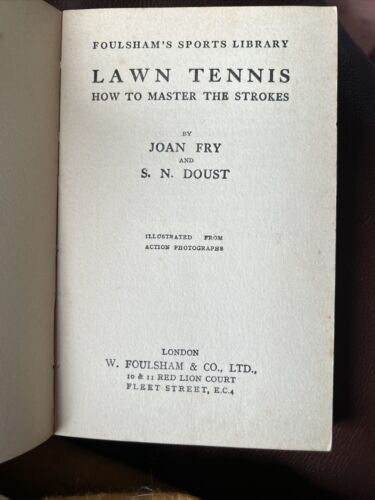 FOULSHAM'S SPORTS LIBRARY
LAWN TENNIS
HOW TO MASTER THE STROKES
BY
JOAN FRY
AND
S. N. DOUST
ILLUSTRATED FROM
ACTION PHOTOGRAPHS
LONDON
W. FOULSHAM & CO., LTD.,
10 & 11 RED LION COURT
FLEET STREET, E.C.4